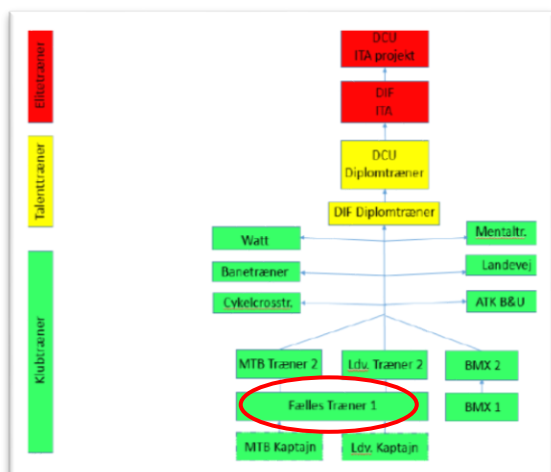 Elitetræner
DCU
ITA projekt
DIF
ITA
Talenttræner
DCU
Diplomtræner
DIF Diplomtræner
Klubtræner
Watt
Mentaltr.
Banetræner
Landevej
Cykelcrosstr.
ATK B&U
MTB Træner 2
Ldv. Træner 2
BMX 2
Fælles Træner 1
BMX 1
MTB Kaptajn
Ldv. Kaptajn